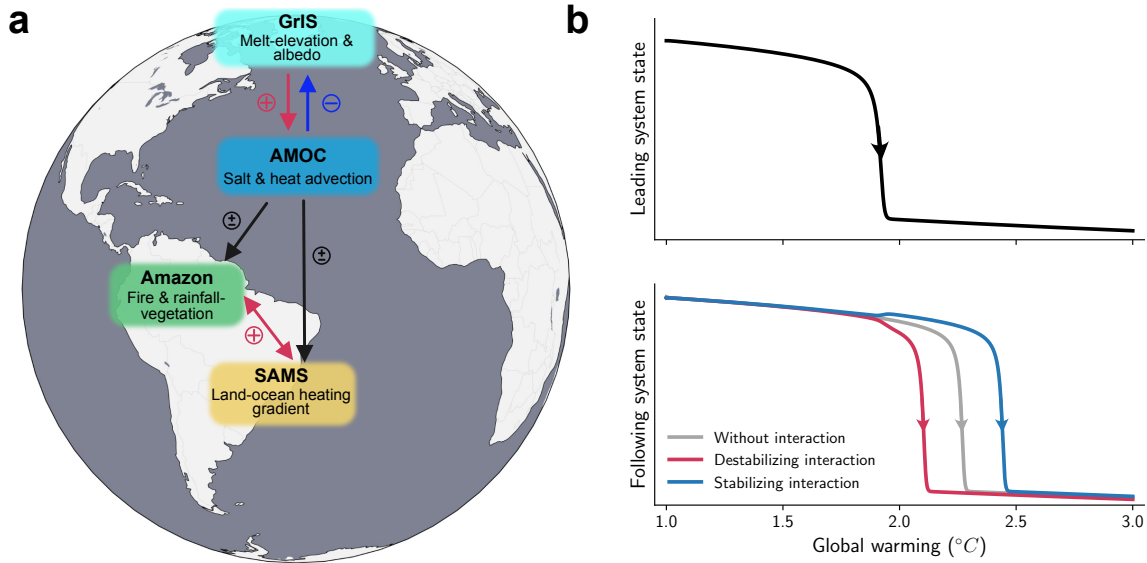 a
GrIS
Melt-elevation &
albedo
+
−
AMOC
Salt & heat advection
±
±
Amazon
Fire & rainfall-
vegetation
+
SAMS
Land-ocean heating
gradient
b
Leading system state
Following system state
Without interaction
Destabilizing interaction
Stabilizing interaction
1.0 1.5 2.0 2.5 3.0
Global warming (°C)